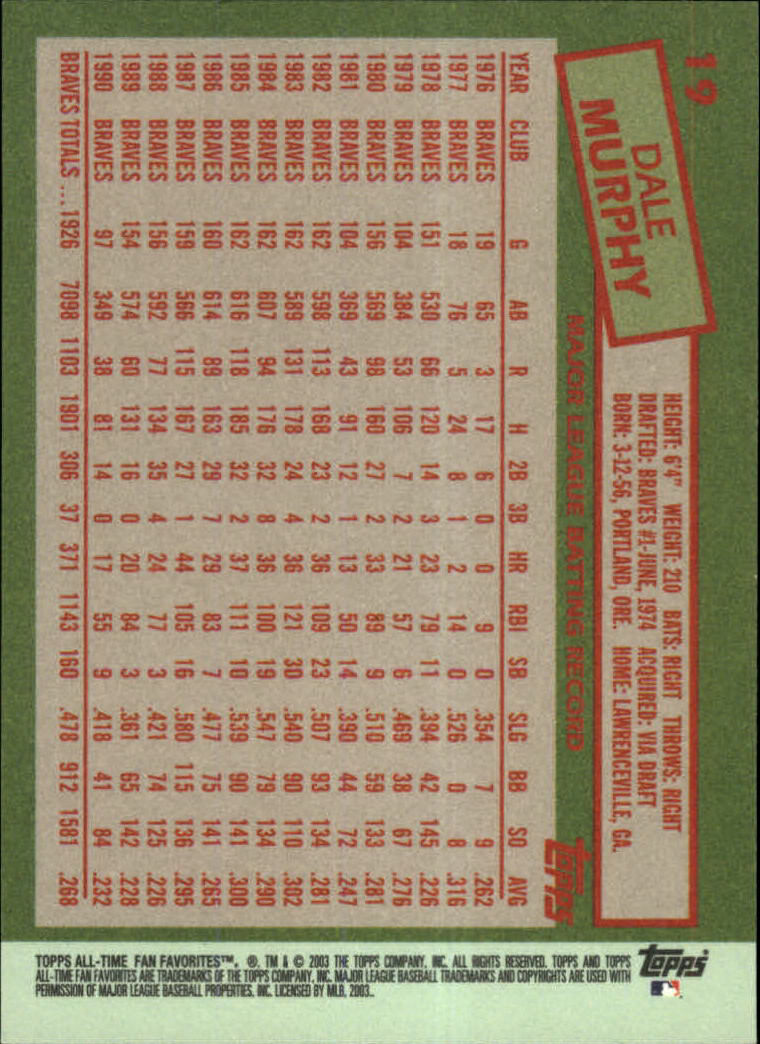 19
DALE
MURPHY
HEIGHT: 6'4" WEIGHT: 210 BATS: RIGHT THROWS: RIGHT
DRAFTED: BRAVES #1-JUNE, 1974 ACQUIRED: VIA DRAFT
BORN: 3-12-56, PORTLAND, ORE. HOME: LAWRENCEVILLE, GA.
MAJOR LEAGUE BATTING RECORD
topps
YEAR CLUB G AB R H 2B 3B HR RBI SB SLG BB SO AVG
1976 BRAVES 19 65 3 17 6 0 0 9 0 .354 7 9 .262
1977 BRAVES 18 76 5 24 8 1 2 14 0 .526 0 8 .316
1978 BRAVES 151 530 66 120 14 3 23 79 11 .394 42 145 .226
1979 BRAVES 104 384 53 106 7 2 21 57 6 .469 38 67 .276
1980 BRAVES 156 569 98 160 27 2 33 89 9 .510 59 133 .281
1981 BRAVES 104 369 43 91 12 1 13 50 14 .390 44 72 .247
1982 BRAVES 162 598 113 168 23 2 36 109 23 .507 93 134 .281
1983 BRAVES 162 589 131 178 24 4 36 121 30 .540 90 110 .302
1984 BRAVES 162 607 94 176 32 8 36 100 19 .547 79 134 .290
1985 BRAVES 162 616 118 185 32 2 37 111 10 .539 90 141 .300
1986 BRAVES 160 614 89 163 29 7 29 83 7 .477 75 141 .265
1987 BRAVES 159 566 115 167 27 1 44 105 16 .580 115 136 .295
1988 BRAVES 156 592 77 134 35 4 24 77 3 .421 74 125 .226
1989 BRAVES 154 574 60 131 16 0 20 84 3 .361 65 142 .228
1990 BRAVES 97 349 38 81 14 0 17 55 9 .418 41 84 .232
BRAVES TOTALS .... 1926 7098 1103 1901 306 37 371 1143 160 .478 912 1581 .268
TOPPS ALL-TIME FAN FAVORITES™, ®, TM & © 2003 THE TOPPS COMPANY, INC. ALL RIGHTS RESERVED. TOPPS AND TOPPS
ALL-TIME FAN FAVORITES ARE TRADEMARKS OF THE TOPPS COMPANY, INC. MAJOR LEAGUE BASEBALL TRADEMARKS AND COPYRIGHTS ARE USED WITH
PERMISSION OF MAJOR LEAGUE BASEBALL PROPERTIES, INC. LICENSED BY MLB, 2003..
topps